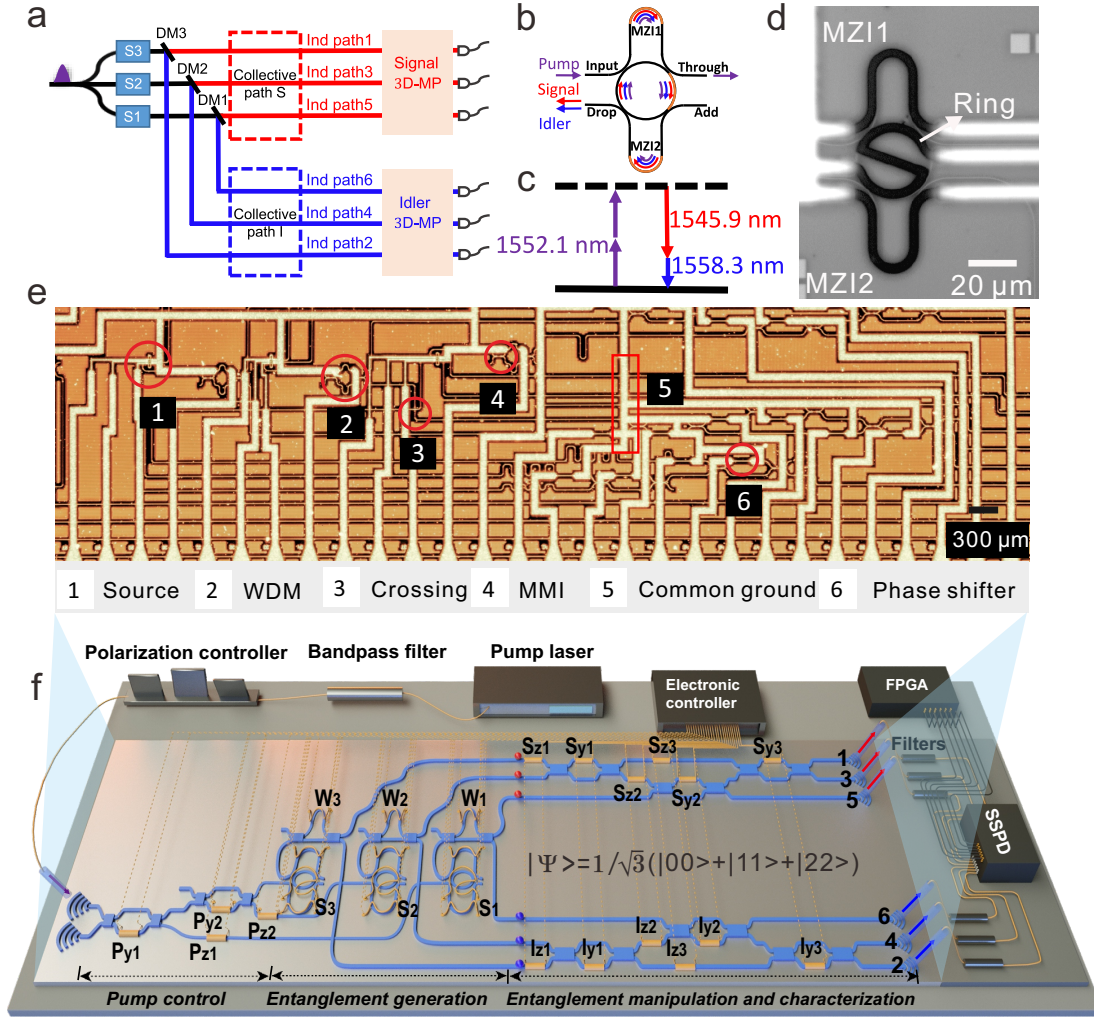 a
S3
S2
S1
DM3
DM2
DM1
Collective
path S
Ind path1
Ind path3
Ind path5
Signal
3D-MP
Collective
path I
Ind path6
Ind path4
Ind path2
Idler
3D-MP
b
MZI1
Input
Through
Pump
Signal
Idler
Drop
Add
MZI2
c
1552.1 nm
1545.9 nm
1558.3 nm
d
MZI1
Ring
MZI2
20 μm
e
1
2
3
4
5
6
300 μm
1 Source 2 WDM 3 Crossing 4 MMI 5 Common ground 6 Phase shifter
f
Polarization controller
Bandpass filter
Pump laser
Electronic
controller
FPGA
Filters
SSPD
Sz1
Sy1
Sz3
Sy3
Sz2
Sy2
1
3
5
W3
W2
W1
S3
S2
S1
|Ψ>=1/√3(|00>+|11>+|22>)
Py1
Py2
Pz1
Pz2
Iz1
Iy1
Iz2
Iy2
Iz3
Iy3
6
4
2
Pump control
Entanglement generation
Entanglement manipulation and characterization